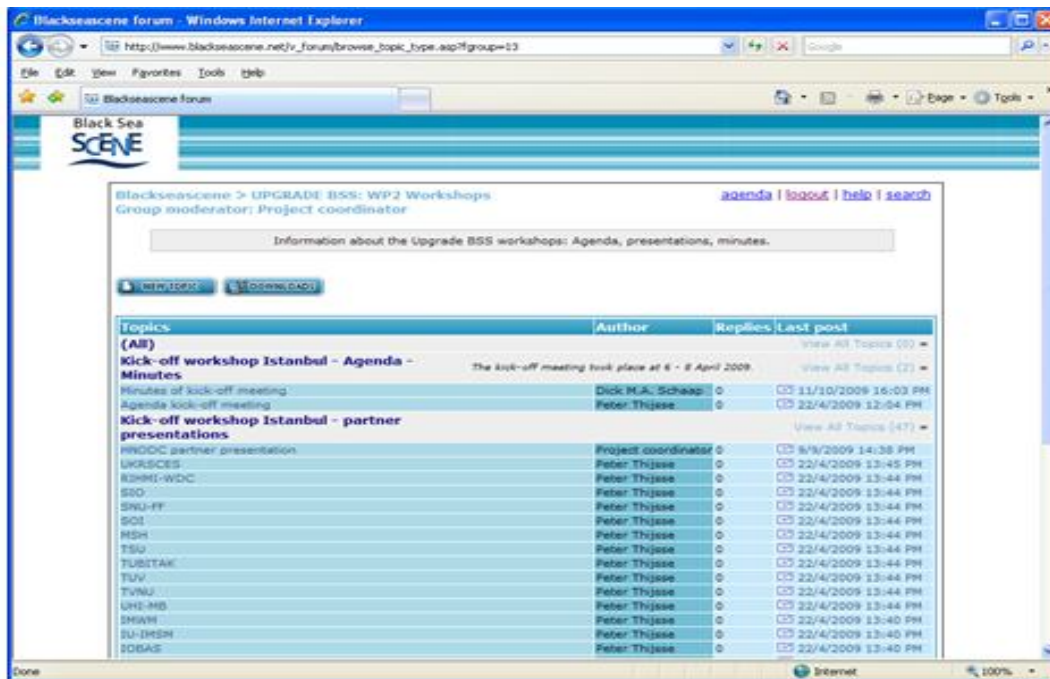 Blackseascene forum - Windows Internet Explorer
http://www.blackseascene.net/v_forum/browse_topic_type.asp?fgroup=13
Google
File Edit View Favorites Tools Help
Blackseascene forum
Page Tools
Black Sea
SCENE
Blackseascene > UPGRADE BSS: WP2 Workshops
agenda | logout | help | search
Group moderator: Project coordinator
Information about the Upgrade BSS workshops: Agenda, presentations, minutes.
NEW TOPIC DOWNLOADS
Topics Author Replies Last post
(All) View All Topics (0)
Kick-off workshop Istanbul - Agenda - Minutes The kick-off meeting took place at 6 - 8 April 2009. View All Topics (2)
Minutes of kick-off meeting Dick M.A. Schaap 0 11/10/2009 16:03 PM
Agenda kick-off meeting Peter Thijsse 0 22/4/2009 12:04 PM
Kick-off workshop Istanbul - partner presentations View All Topics (47)
HNODC partner presentation Project coordinator 0 9/9/2009 14:38 PM
UKRSCES Peter Thijsse 0 22/4/2009 13:45 PM
RIHMI-WDC Peter Thijsse 0 22/4/2009 13:44 PM
SIO Peter Thijsse 0 22/4/2009 13:44 PM
SNU-FF Peter Thijsse 0 22/4/2009 13:44 PM
SOI Peter Thijsse 0 22/4/2009 13:44 PM
MSH Peter Thijsse 0 22/4/2009 13:44 PM
TSU Peter Thijsse 0 22/4/2009 13:44 PM
TUBITAK Peter Thijsse 0 22/4/2009 13:44 PM
TUV Peter Thijsse 0 22/4/2009 13:44 PM
TVNU Peter Thijsse 0 22/4/2009 13:44 PM
UHI-MB Peter Thijsse 0 22/4/2009 13:44 PM
IMWM Peter Thijsse 0 22/4/2009 13:40 PM
IU-IMSM Peter Thijsse 0 22/4/2009 13:40 PM
IOBAS Peter Thijsse 0 22/4/2009 13:40 PM
Done Internet 100%